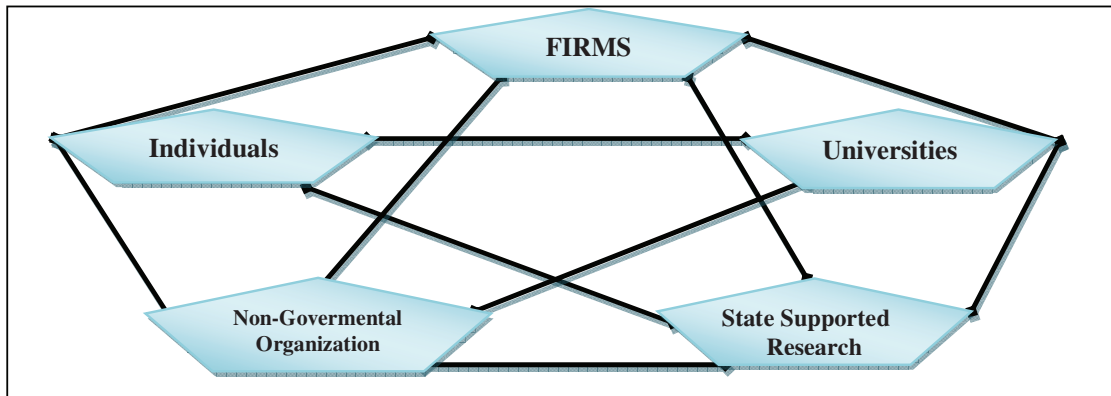 FIRMS
Individuals
Universities
Non-Govermental
Organization
State Supported
Research